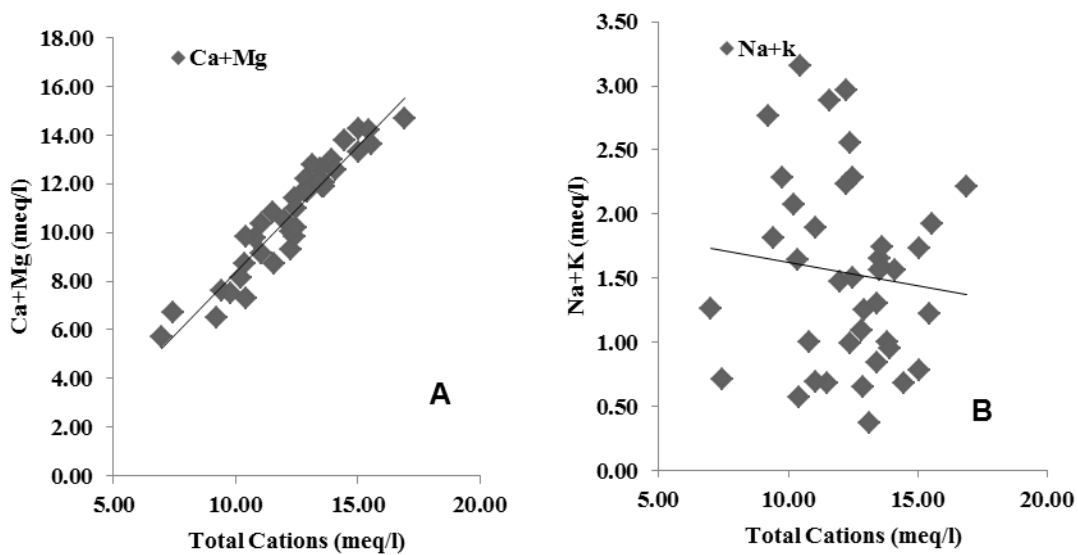 18.00
16.00
14.00
12.00
10.00
8.00
6.00
4.00
2.00
0.00
Ca+Mg (meq/l)
Ca+Mg
A
5.00 10.00 15.00 20.00
Total Cations (meq/l)
3.50
3.00
2.50
2.00
1.50
1.00
0.50
0.00
Na+K (meq/l)
Na+k
B
5.00 10.00 15.00 20.00
Total Cations (meq/l)